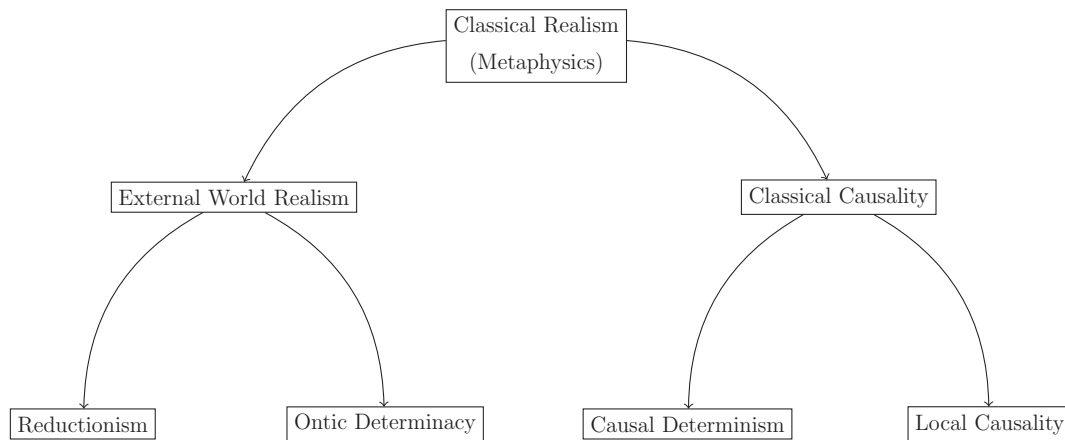 Classical Realism
(Metaphysics)
External World Realism
Classical Causality
Reductionism
Ontic Determinacy
Causal Determinism
Local Causality